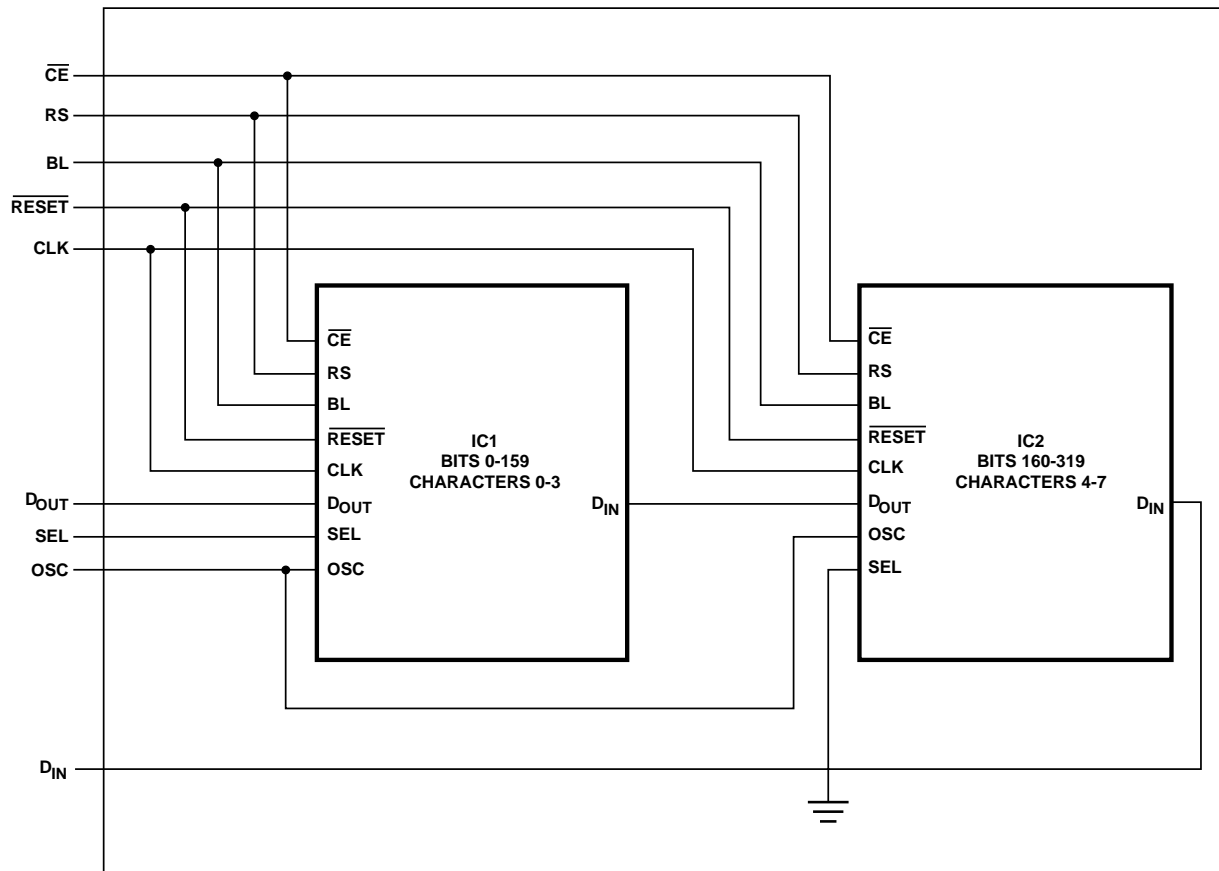 CE
RS
BL
RESET
CLK
DOUT
SEL
OSC
DIN
CE
RS
BL
RESET
CLK
DOUT
SEL
OSC
IC1
BITS 0-159
CHARACTERS 0-3
DIN
CE
RS
BL
RESET
CLK
DOUT
OSC
SEL
IC2
BITS 160-319
CHARACTERS 4-7
DIN